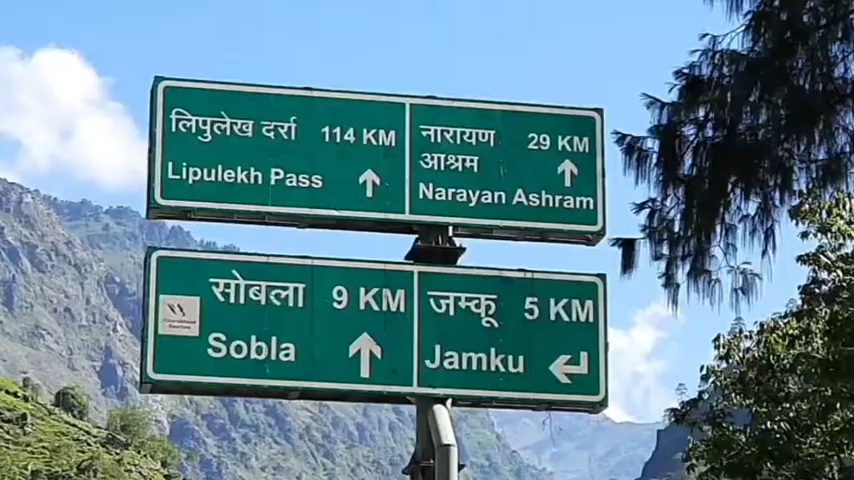 लिपुलेख दर्रा 114 KM
Lipulekh Pass
नारायण 29 KM
आश्रम
Narayan Ashram
सोबला 9 KM
Sobla
जम्कू 5 KM
Jamku